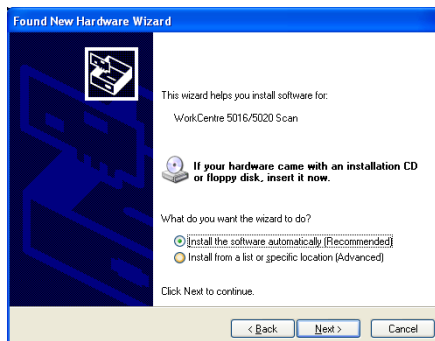 Found New Hardware Wizard
This wizard helps you install software for:
WorkCentre 5016/5020 Scan
If your hardware came with an installation CD
or floppy disk, insert it now.
What do you want the wizard to do?
Install the software automatically (Recommended)
Install from a list or specific location (Advanced)
Click Next to continue.
< Back Next > Cancel